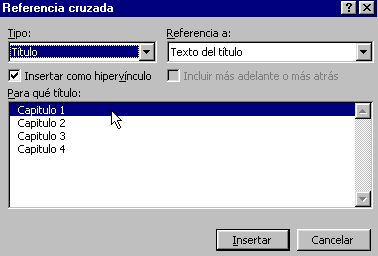 Referencia cruzada
Tipo: Referencia a:
Título Texto del título
Insertar como hipervínculo Incluir más adelante o más atrás
Para qué título:
Capitulo 1
Capitulo 2
Capitulo 3
Capitulo 4
Insertar Cancelar